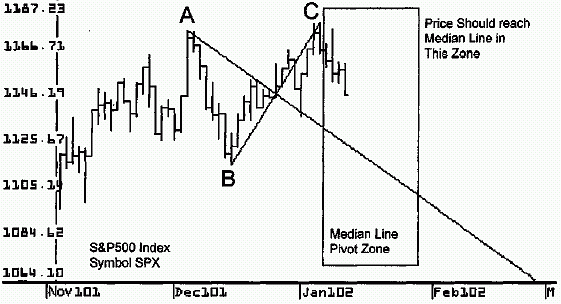 1187.23
1166.71
1146.19
1125.67
1105.14
1084.62
1064.10
A
C
B
Price Should reach
Median Line in
This Zone
Median Line
Pivot Zone
S&P500 Index
Symbol SPX
Nov101
Dec101
Jan102
Feb102
M